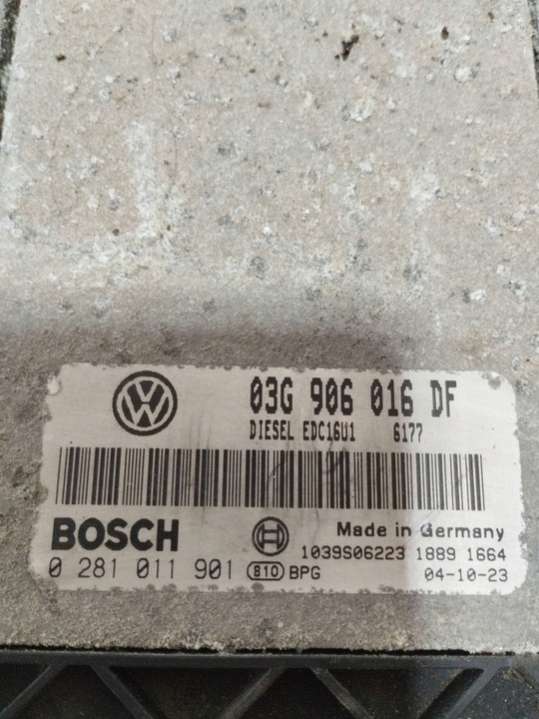 03G 906 016 DF
DIESEL EDC16U1 6177
BOSCH
Made in Germany
1039S06223 1889 1664
0 281 011 901 B10 BPG 04-10-23